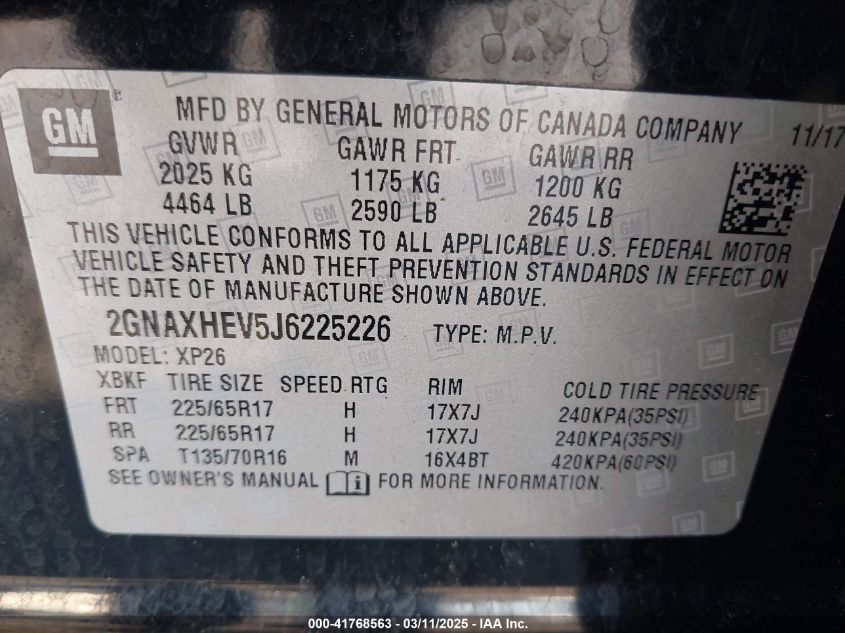 GM
MFD BY GENERAL MOTORS OF CANADA COMPANY 11/17
GVWR GAWR FRT GAWR RR
2025 KG 1175 KG 1200 KG
4464 LB 2590 LB 2645 LB
THIS VEHICLE CONFORMS TO ALL APPLICABLE U.S. FEDERAL MOTOR
VEHICLE SAFETY AND THEFT PREVENTION STANDARDS IN EFFECT ON
THE DATE OF MANUFACTURE SHOWN ABOVE.
2GNAXHEV5J6225226 TYPE: M.P.V.
MODEL: XP26
XBKF TIRE SIZE SPEED RTG RIM COLD TIRE PRESSURE
FRT 225/65R17 H 17X7J 240KPA(35PSI)
RR 225/65R17 H 17X7J 240KPA(35PSI)
SPA T135/70R16 M 16X4BT 420KPA(60PSI)
SEE OWNER'S MANUAL i FOR MORE INFORMATION.
000-41768563 - 03/11/2025 - IAA Inc.